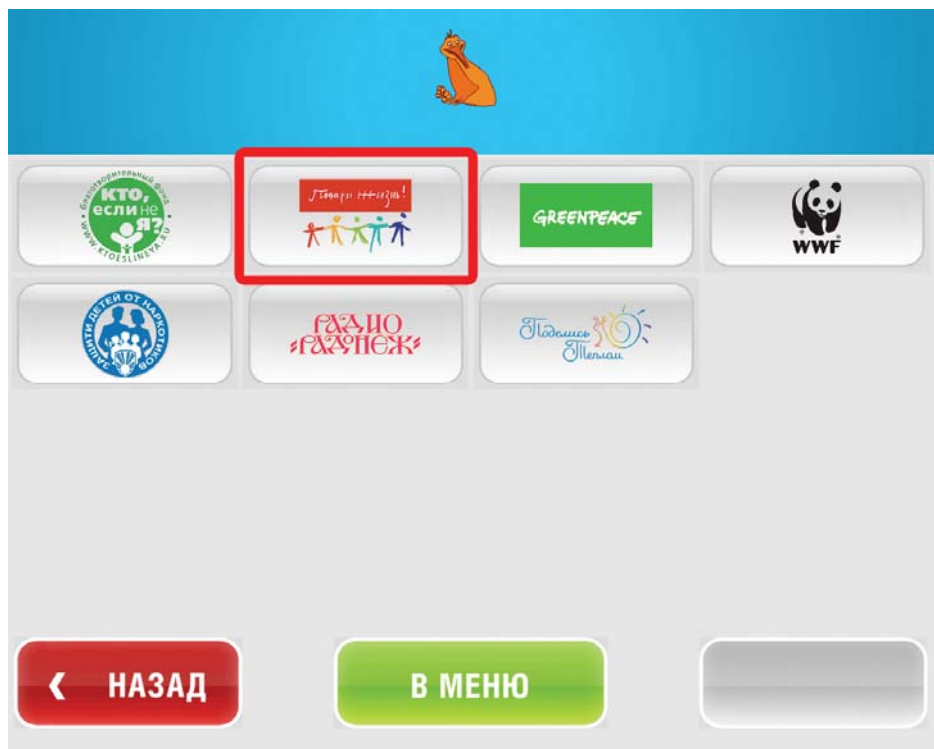 Благотворительный фонд
КТО,
если не
я?
WWW.KTOESLINEYA.RU
Подари жизнь!
GREENPEACE
WWF
ЗАЩИТИ ДЕТЕЙ ОТ НАРКОТИКОВ
РАДИО
РАДОНЕЖ
Поделись
Теплом
НАЗАД
В МЕНЮ